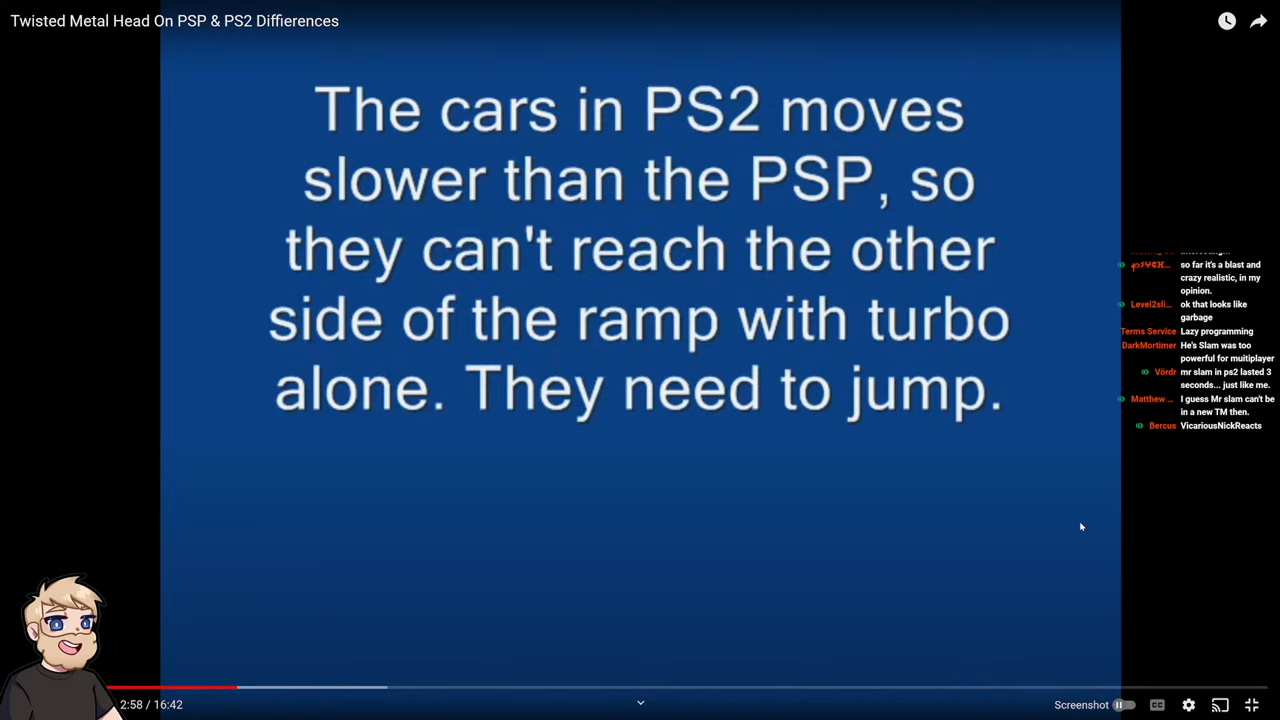 Twisted Metal Head On PSP & PS2 Diffierences
The cars in PS2 moves
slower than the PSP, so
they can't reach the other
side of the ramp with turbo
alone. They need to jump.
so far it's a blast and
crazy realistic, in my
opinion.
Level2sli... ok that looks like
garbage
Terms Service Lazy programming
DarkMortimer He's Slam was too
powerful for multiplayer
Vördr mr slam in ps2 lasted 3
seconds... just like me.
Matthew ... I guess Mr slam can't be
in a new TM then.
Bercus VicariousNickReacts
2:58 / 16:42
Screenshot
CC